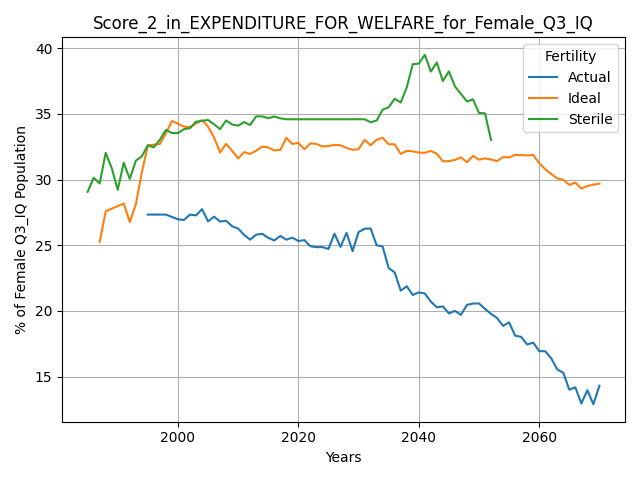 Score_2_in_EXPENDITURE_FOR_WELFARE_for_Female_Q3_IQ
Fertility
Actual
Ideal
Sterile
% of Female Q3_IQ Population
40
35
30
25
20
15
2000
2020
2040
2060
Years